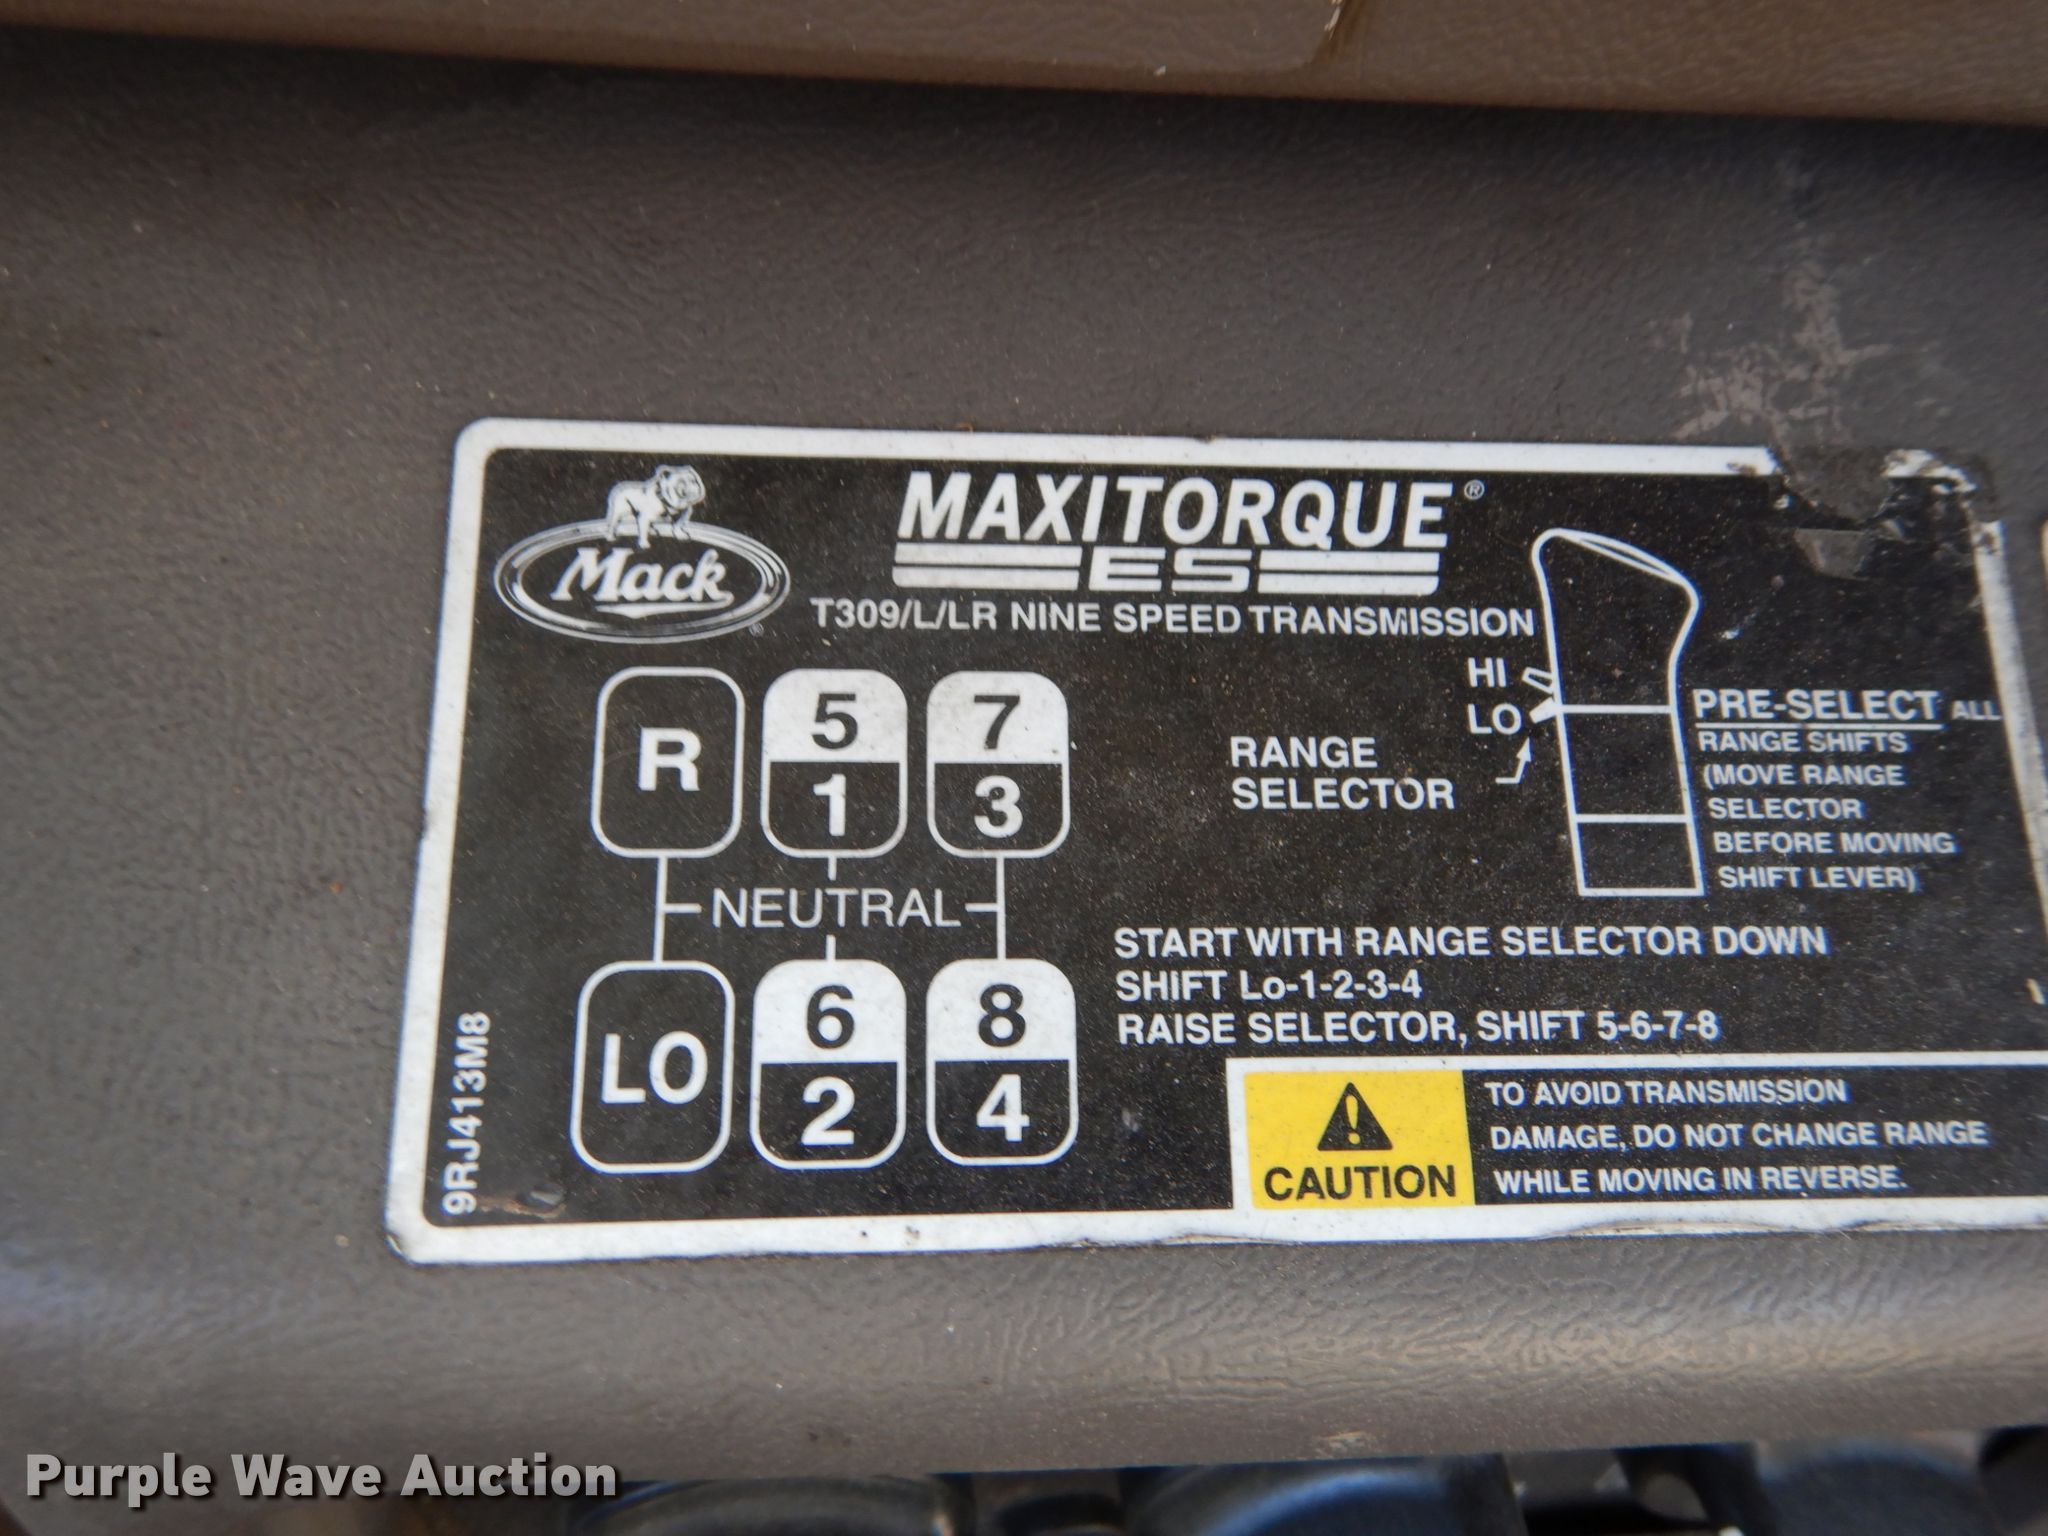 Mack
MAXITORQUE®
ES
T309/L/LR NINE SPEED TRANSMISSION
R
5
1
7
3
NEUTRAL
LO
6
2
8
4
HI
LO
RANGE
SELECTOR
PRE-SELECT ALL
RANGE SHIFTS
(MOVE RANGE
SELECTOR
BEFORE MOVING
SHIFT LEVER)
START WITH RANGE SELECTOR DOWN
SHIFT Lo-1-2-3-4
RAISE SELECTOR, SHIFT 5-6-7-8
CAUTION
TO AVOID TRANSMISSION
DAMAGE, DO NOT CHANGE RANGE
WHILE MOVING IN REVERSE.
9RJ413M8
Purple Wave Auction